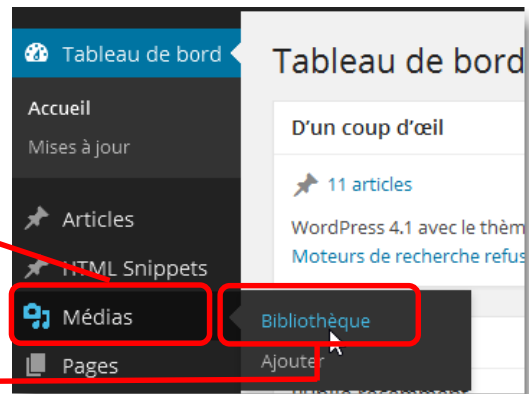 Tableau de bord
Accueil
Mises à jour
Articles
HTML Snippets
Médias
Pages
Bibliothèque
Ajouter
Tableau de bord
D'un coup d'œil
11 articles
WordPress 4.1 avec le thèm
Moteurs de recherche refus